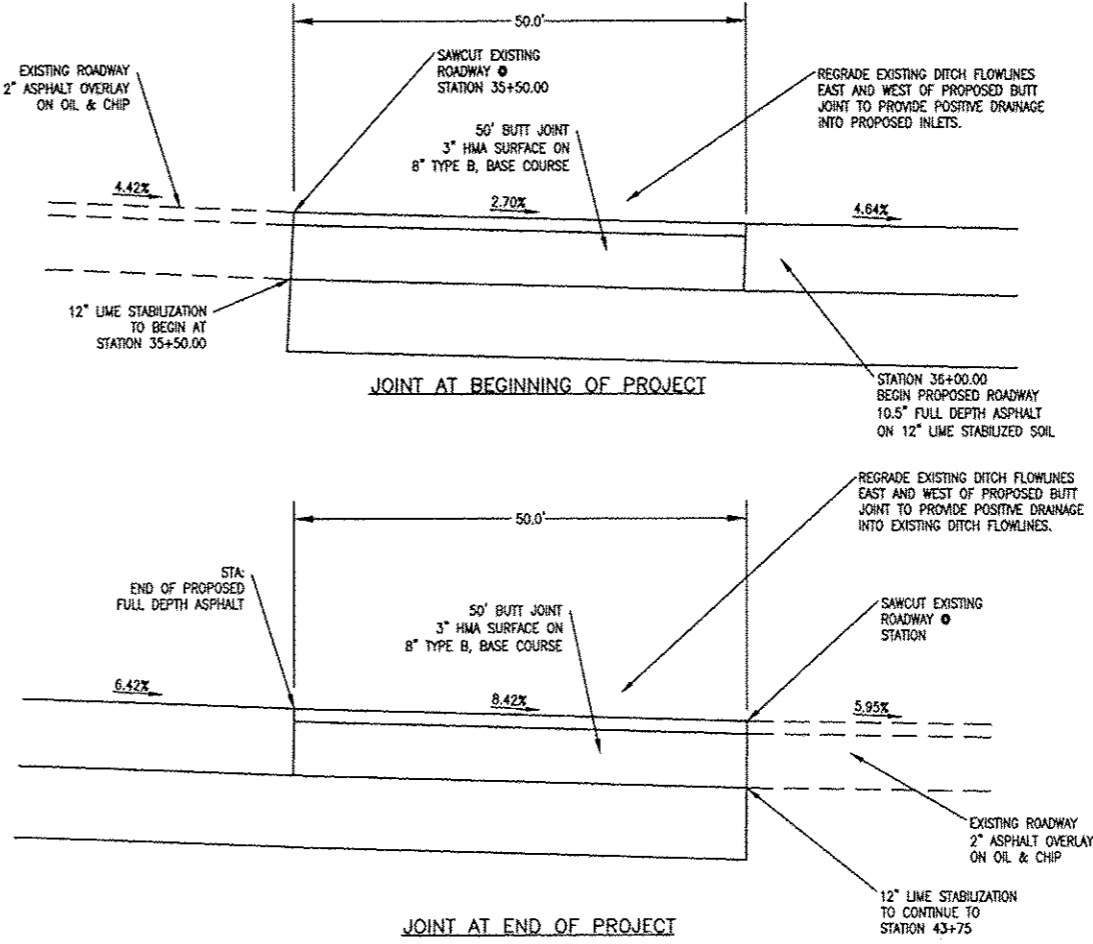 50.0'
EXISTING ROADWAY
2" ASPHALT OVERLAY
ON OIL & CHIP
SAWCUT EXISTING
ROADWAY @
STATION 35+50.00
REGRADE EXISTING DITCH FLOWLINES
EAST AND WEST OF PROPOSED BUTT
JOINT TO PROVIDE POSITIVE DRAINAGE
INTO PROPOSED INLETS.
50' BUTT JOINT
3" HMA SURFACE ON
8" TYPE B, BASE COURSE
4.42%
2.70%
4.64%
12" LIME STABILIZATION
TO BEGIN AT
STATION 35+50.00
JOINT AT BEGINNING OF PROJECT
STATION 36+00.00
BEGIN PROPOSED ROADWAY
10.5" FULL DEPTH ASPHALT
ON 12" LIME STABILIZED SOIL
REGRADE EXISTING DITCH FLOWLINES
EAST AND WEST OF PROPOSED BUTT
JOINT TO PROVIDE POSITIVE DRAINAGE
INTO EXISTING DITCH FLOWLINES.
50.0'
STA:
END OF PROPOSED
FULL DEPTH ASPHALT
50' BUTT JOINT
3" HMA SURFACE ON
8" TYPE B, BASE COURSE
SAWCUT EXISTING
ROADWAY @
STATION
6.42%
8.42%
5.95%
EXISTING ROADWAY
2" ASPHALT OVERLAY
ON OIL & CHIP
12" LIME STABILIZATION
TO CONTINUE TO
STATION 43+75
JOINT AT END OF PROJECT